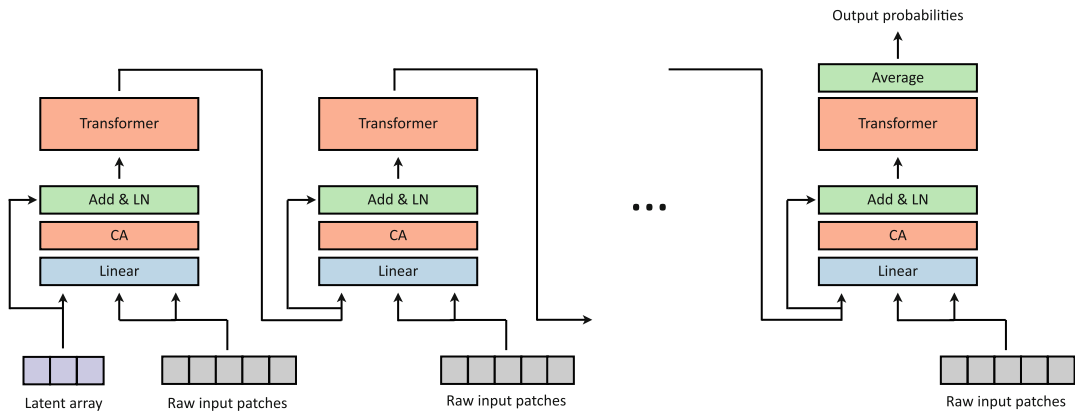 Output probabilities
Average
Transformer
Transformer
Transformer
Add & LN
Add & LN
Add & LN
CA
CA
CA
Linear
Linear
Linear
Latent array
Raw input patches
Raw input patches
Raw input patches